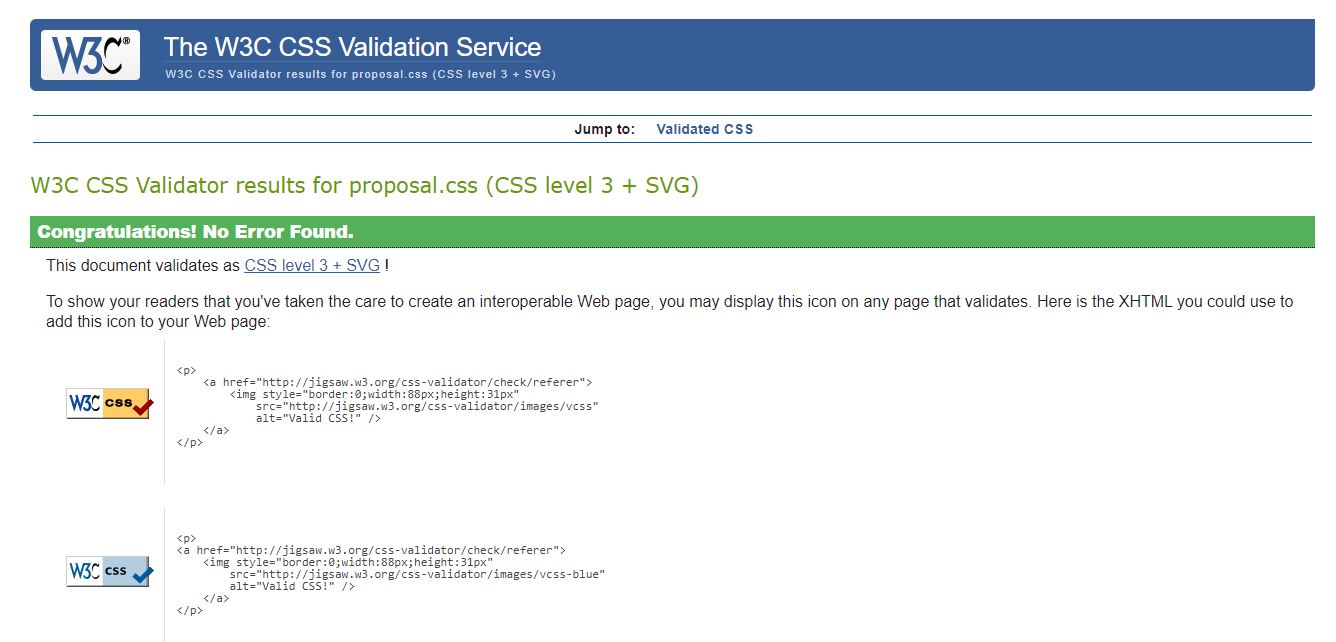 W3C®
The W3C CSS Validation Service
W3C CSS Validator results for proposal.css (CSS level 3 + SVG)
Jump to: Validated CSS
W3C CSS Validator results for proposal.css (CSS level 3 + SVG)
Congratulations! No Error Found.
This document validates as CSS level 3 + SVG !
To show your readers that you've taken the care to create an interoperable Web page, you may display this icon on any page that validates. Here is the XHTML you could use to
add this icon to your Web page:
W3C css
<p>
    <a href="http://jigsaw.w3.org/css-validator/check/referer">
        <img style="border:0;width:88px;height:31px"
            src="http://jigsaw.w3.org/css-validator/images/vcss"
            alt="Valid CSS!" />
    </a>
</p>
W3C css
<p>
<a href="http://jigsaw.w3.org/css-validator/check/referer">
    <img style="border:0;width:88px;height:31px"
        src="http://jigsaw.w3.org/css-validator/images/vcss-blue"
        alt="Valid CSS!" />
    </a>
</p>